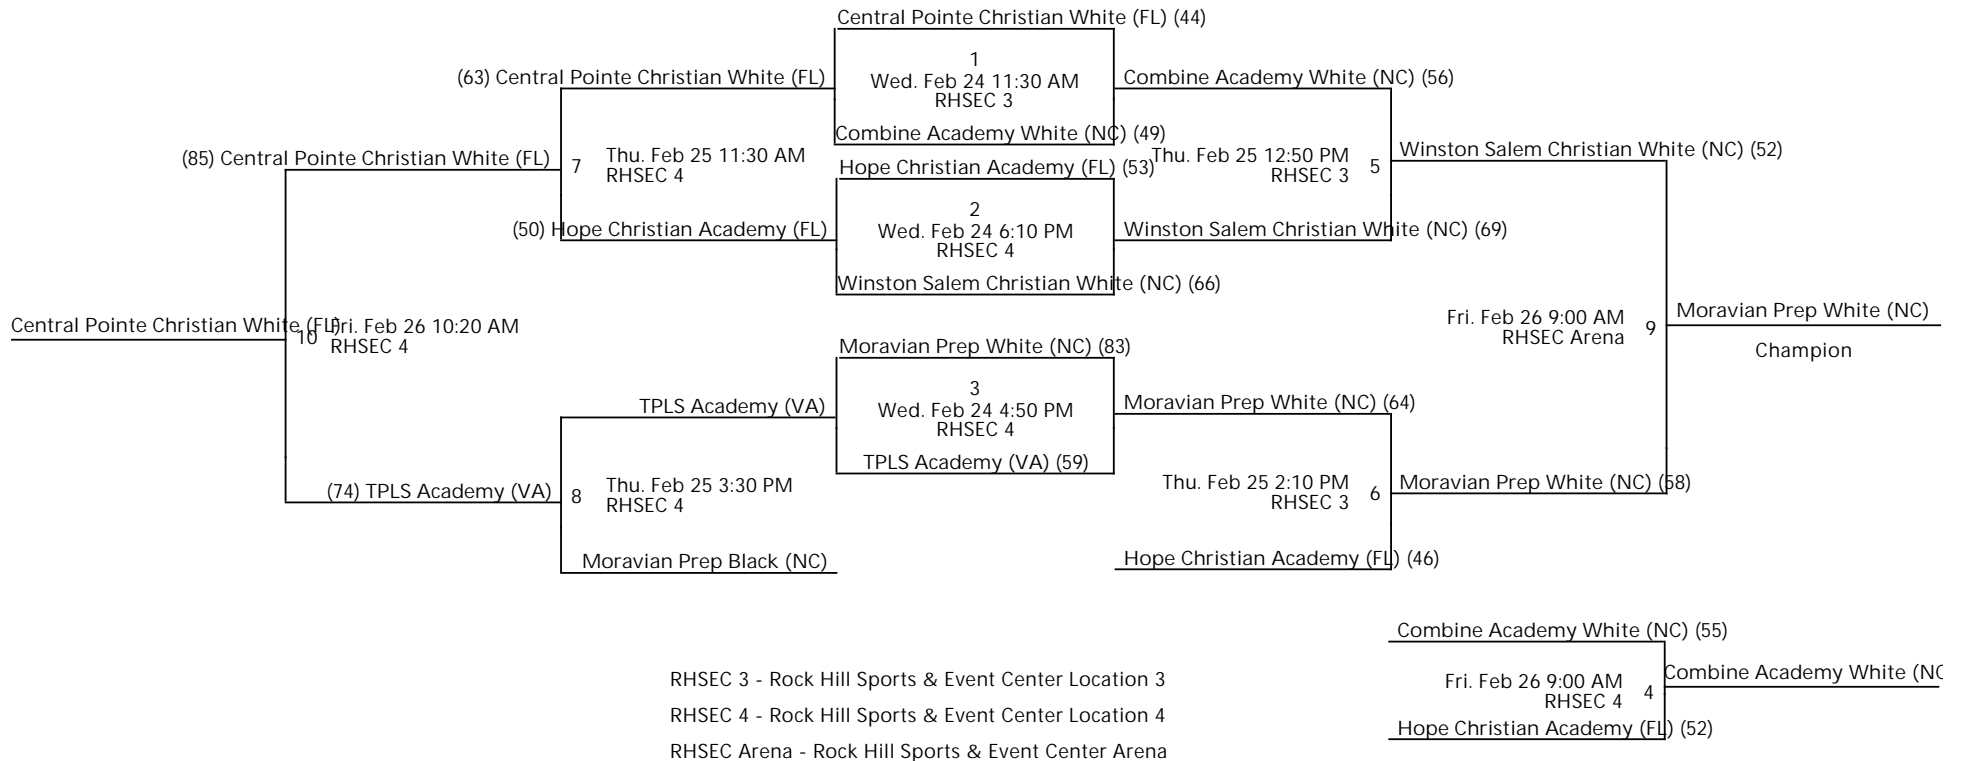 Central Pointe Christian White (FL) (44)
1
Wed. Feb 24 11:30 AM
RHSEC 3
(63) Central Pointe Christian White (FL)
Combine Academy White (NC) (56)
Combine Academy White (NC) (49)
(85) Central Pointe Christian White (FL)
7
Thu. Feb 25 11:30 AM
RHSEC 4
Hope Christian Academy (FL) (53)
Thu. Feb 25 12:50 PM
RHSEC 3
5
Winston Salem Christian White (NC) (52)
2
Wed. Feb 24 6:10 PM
RHSEC 4
(50) Hope Christian Academy (FL)
Winston Salem Christian White (NC) (69)
Winston Salem Christian White (NC) (66)
Central Pointe Christian White (FL)
10
Fri. Feb 26 10:20 AM
RHSEC 4
Fri. Feb 26 9:00 AM
RHSEC Arena
9
Moravian Prep White (NC)
Champion
Moravian Prep White (NC) (83)
3
Wed. Feb 24 4:50 PM
RHSEC 4
TPLS Academy (VA)
Moravian Prep White (NC) (64)
TPLS Academy (VA) (59)
(74) TPLS Academy (VA)
8
Thu. Feb 25 3:30 PM
RHSEC 4
Thu. Feb 25 2:10 PM
RHSEC 3
6
Moravian Prep White (NC) (58)
Moravian Prep Black (NC)
Hope Christian Academy (FL) (46)
Combine Academy White (NC) (55)
Fri. Feb 26 9:00 AM
RHSEC 4
4
Combine Academy White (NC
Hope Christian Academy (FL) (52)
RHSEC 3 - Rock Hill Sports & Event Center Location 3
RHSEC 4 - Rock Hill Sports & Event Center Location 4
RHSEC Arena - Rock Hill Sports & Event Center Arena